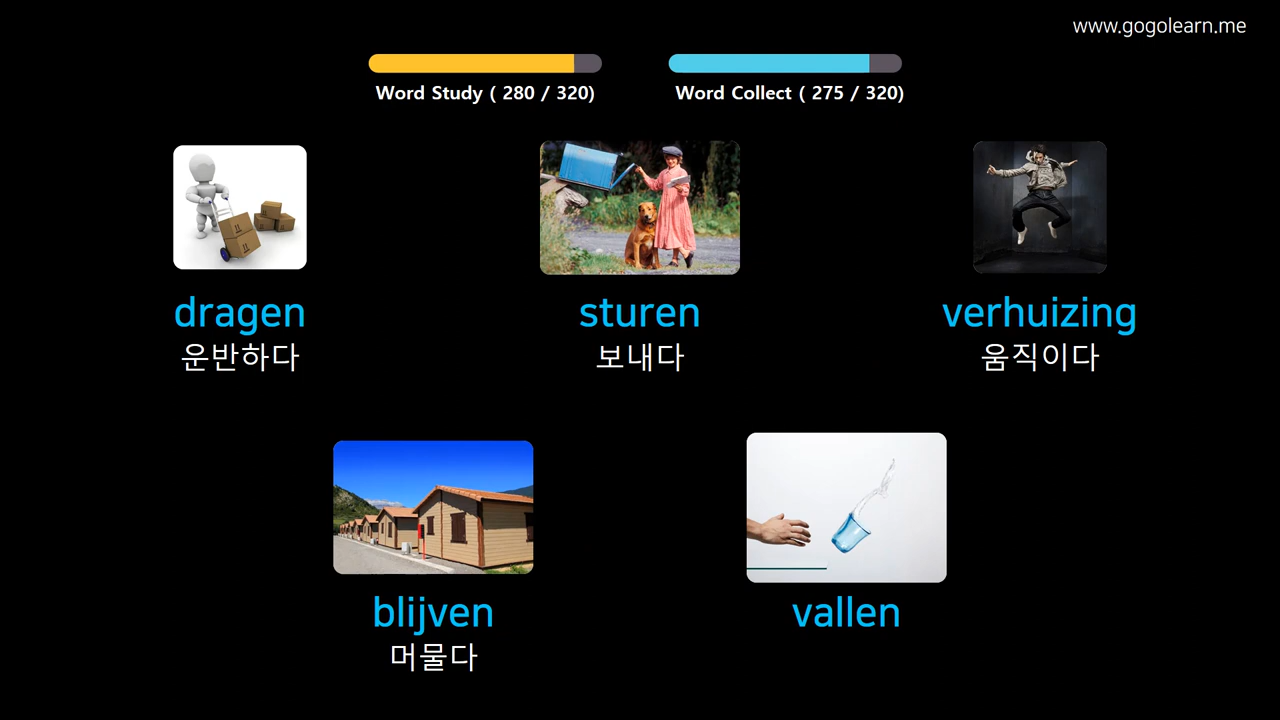 www.gogolearn.me
Word Study ( 280 / 320)
Word Collect ( 275 / 320)
dragen
운반하다
sturen
보내다
verhuizing
움직이다
blijven
머물다
vallen